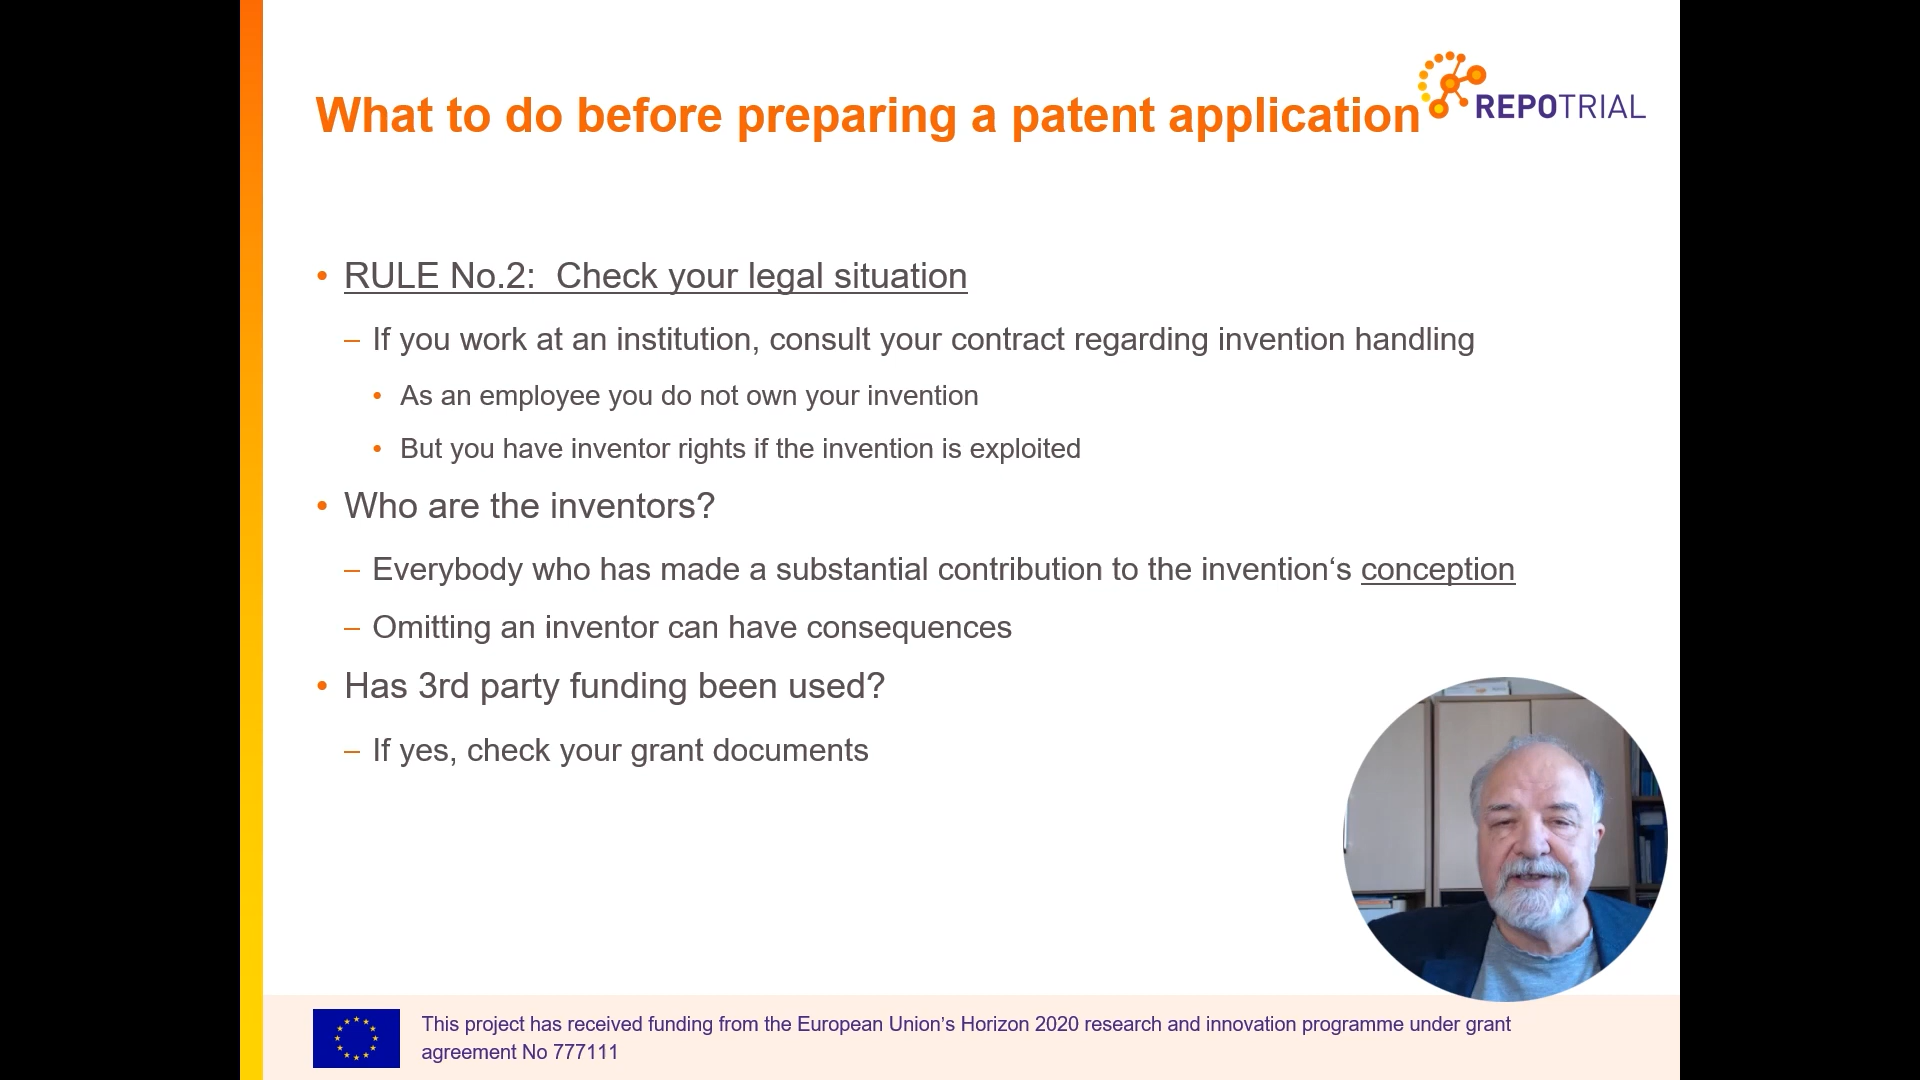 What to do before preparing a patent application
REPOTRIAL
• RULE No.2:  Check your legal situation
– If you work at an institution, consult your contract regarding invention handling
• As an employee you do not own your invention
• But you have inventor rights if the invention is exploited
• Who are the inventors?
– Everybody who has made a substantial contribution to the invention‘s conception
– Omitting an inventor can have consequences
• Has 3rd party funding been used?
– If yes, check your grant documents
This project has received funding from the European Union’s Horizon 2020 research and innovation programme under grant
agreement No 777111